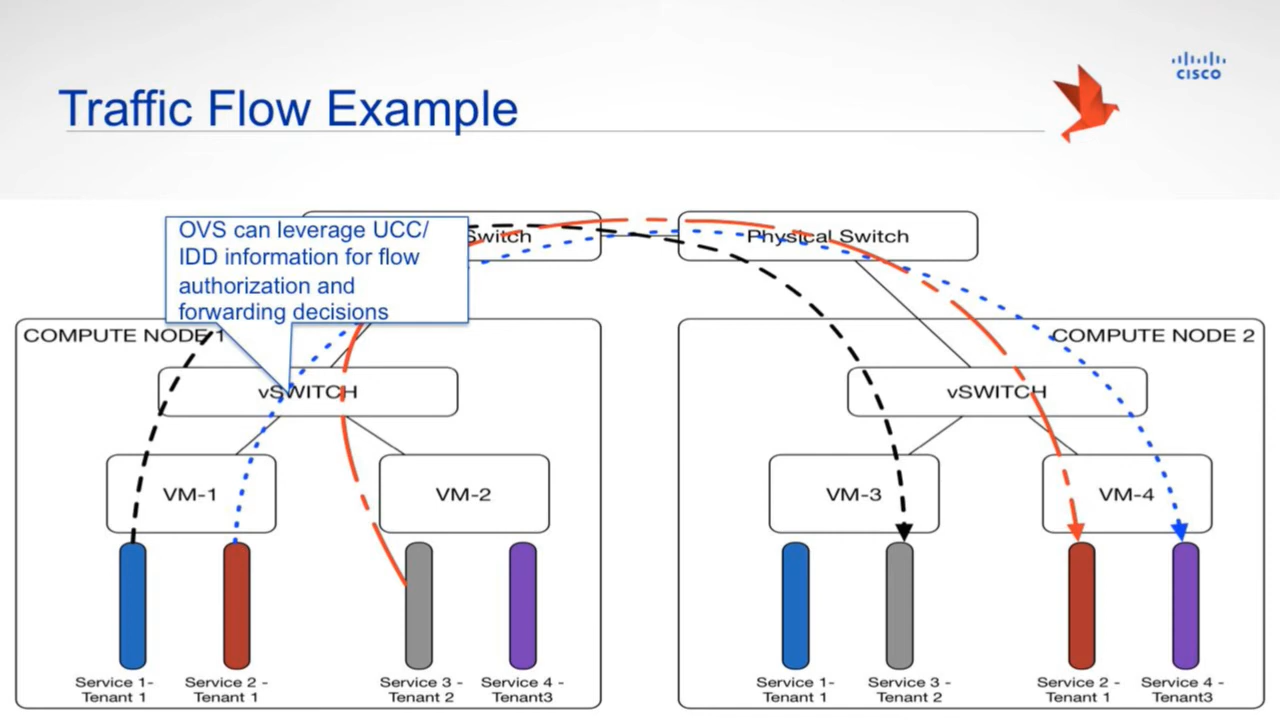 CISCO
Traffic Flow Example
OVS can leverage UCC/
IDD information for flow
authorization and
forwarding decisions
Switch
Physical Switch
COMPUTE NODE 1
COMPUTE NODE 2
vSWITCH
vSWITCH
VM-1
VM-2
VM-3
VM-4
Service 1-
Tenant 1
Service 2 -
Tenant 1
Service 3 -
Tenant 2
Service 4 -
Tenant3
Service 1-
Tenant 1
Service 3 -
Tenant 2
Service 2 -
Tenant 1
Service 4 -
Tenant3